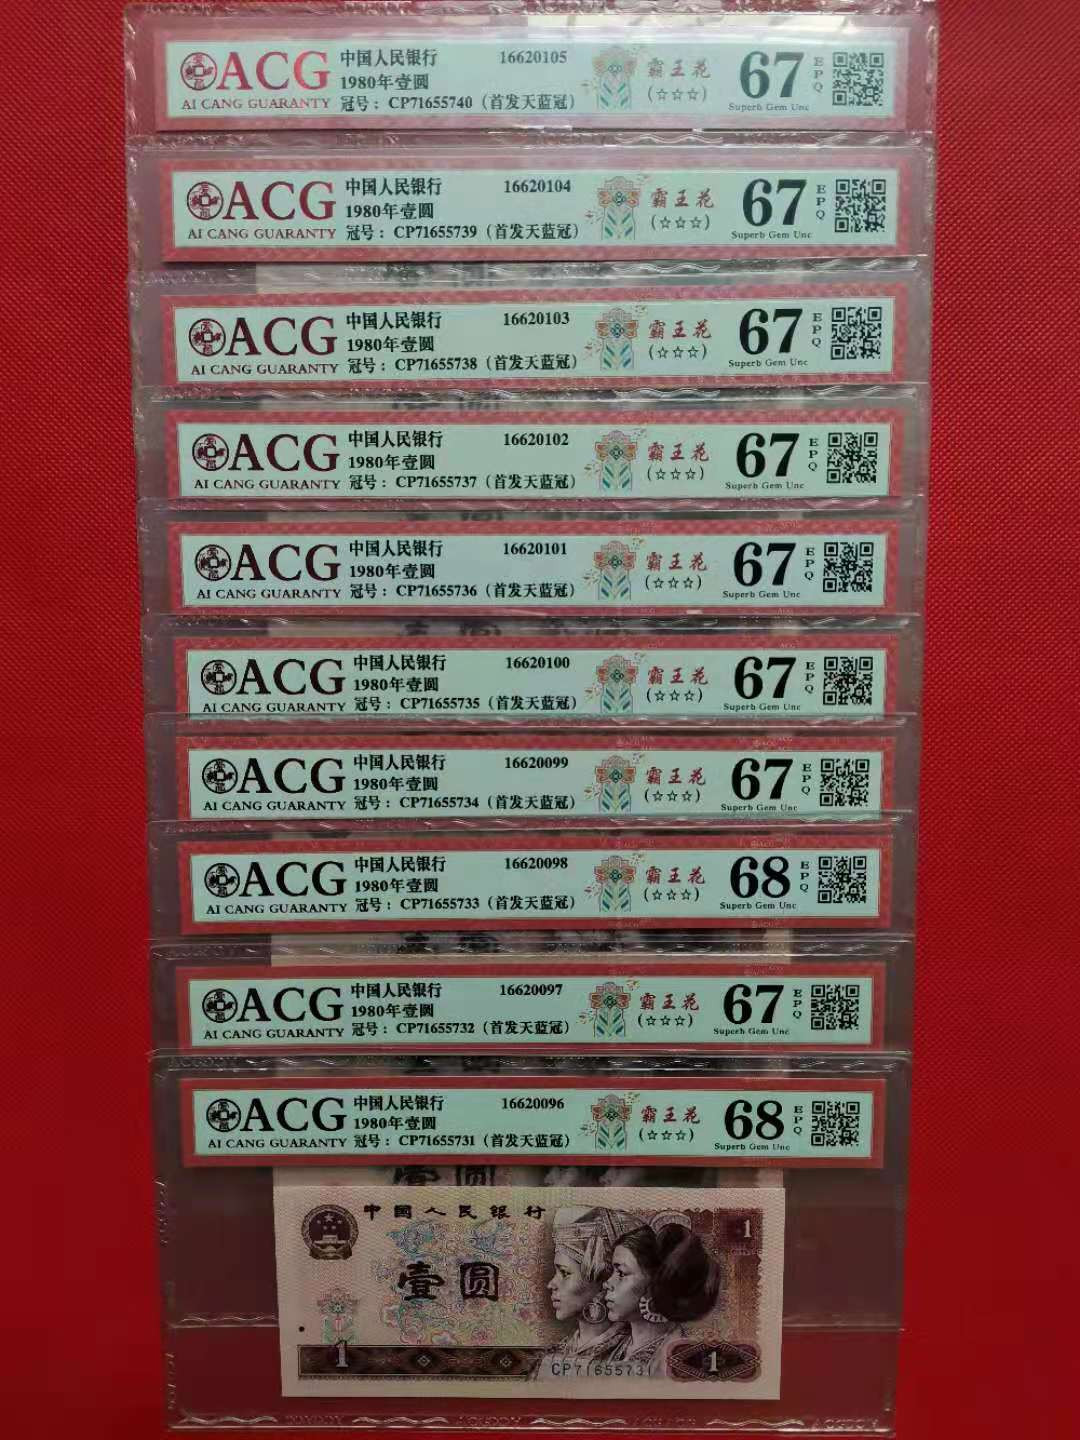 ACG 中国人民银行 16620105 霸王花 67 EPQ
1980年壹圆 (☆☆☆) Superb Gem Unc
AI CANG GUARANTY 冠号：CP71655740（首发天蓝冠）
ACG 中国人民银行 16620104 霸王花 67 EPQ
1980年壹圆 (☆☆☆) Superb Gem Unc
AI CANG GUARANTY 冠号：CP71655739（首发天蓝冠）
ACG 中国人民银行 16620103 霸王花 67 EPQ
1980年壹圆 (☆☆☆) Superb Gem Unc
AI CANG GUARANTY 冠号：CP71655738（首发天蓝冠）
ACG 中国人民银行 16620102 霸王花 67 EPQ
1980年壹圆 (☆☆☆) Superb Gem Unc
AI CANG GUARANTY 冠号：CP71655737（首发天蓝冠）
ACG 中国人民银行 16620101 霸王花 67 EPQ
1980年壹圆 (☆☆☆) Superb Gem Unc
AI CANG GUARANTY 冠号：CP71655736（首发天蓝冠）
ACG 中国人民银行 16620100 霸王花 67 EPQ
1980年壹圆 (☆☆☆) Superb Gem Unc
AI CANG GUARANTY 冠号：CP71655735（首发天蓝冠）
ACG 中国人民银行 16620099 霸王花 67 EPQ
1980年壹圆 (☆☆☆) Superb Gem Unc
AI CANG GUARANTY 冠号：CP71655734（首发天蓝冠）
ACG 中国人民银行 16620098 霸王花 68 EPQ
1980年壹圆 (☆☆☆) Superb Gem Unc
AI CANG GUARANTY 冠号：CP71655733（首发天蓝冠）
ACG 中国人民银行 16620097 霸王花 67 EPQ
1980年壹圆 (☆☆☆) Superb Gem Unc
AI CANG GUARANTY 冠号：CP71655732（首发天蓝冠）
ACG 中国人民银行 16620096 霸王花 68 EPQ
1980年壹圆 (☆☆☆) Superb Gem Unc
AI CANG GUARANTY 冠号：CP71655731（首发天蓝冠）
中国人民银行 1
壹圆
1 CP71655731 1